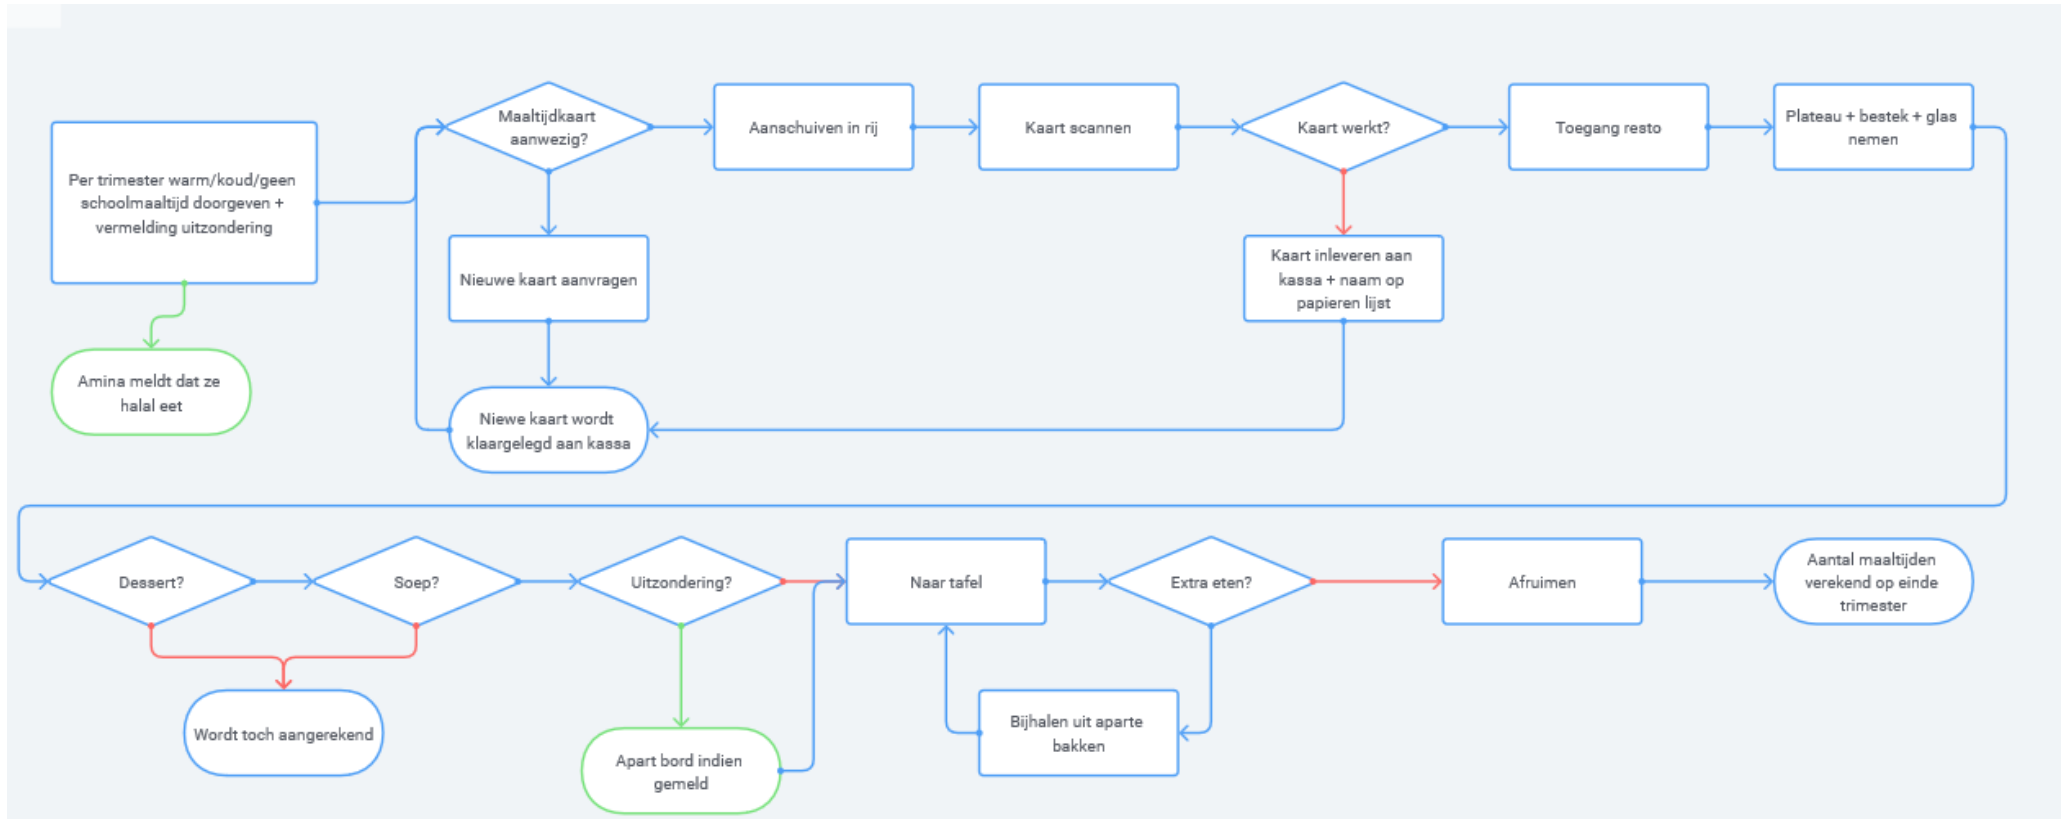 Per trimester warm/koud/geen
schoolmaaltijd doorgeven +
vermelding uitzondering
Amina meldt dat ze
halal eet
Maaltijdkaart
aanwezig?
Nieuwe kaart aanvragen
Niewe kaart wordt
klaargelegd aan kassa
Aanschuiven in rij
Kaart scannen
Kaart werkt?
Kaart inleveren aan
kassa + naam op
papieren lijst
Toegang resto
Plateau + bestek + glas
nemen
Dessert?
Soep?
Wordt toch aangerekend
Uitzondering?
Apart bord indien
gemeld
Naar tafel
Extra eten?
Bijhalen uit aparte
bakken
Afruimen
Aantal maaltijden
verekend op einde
trimester